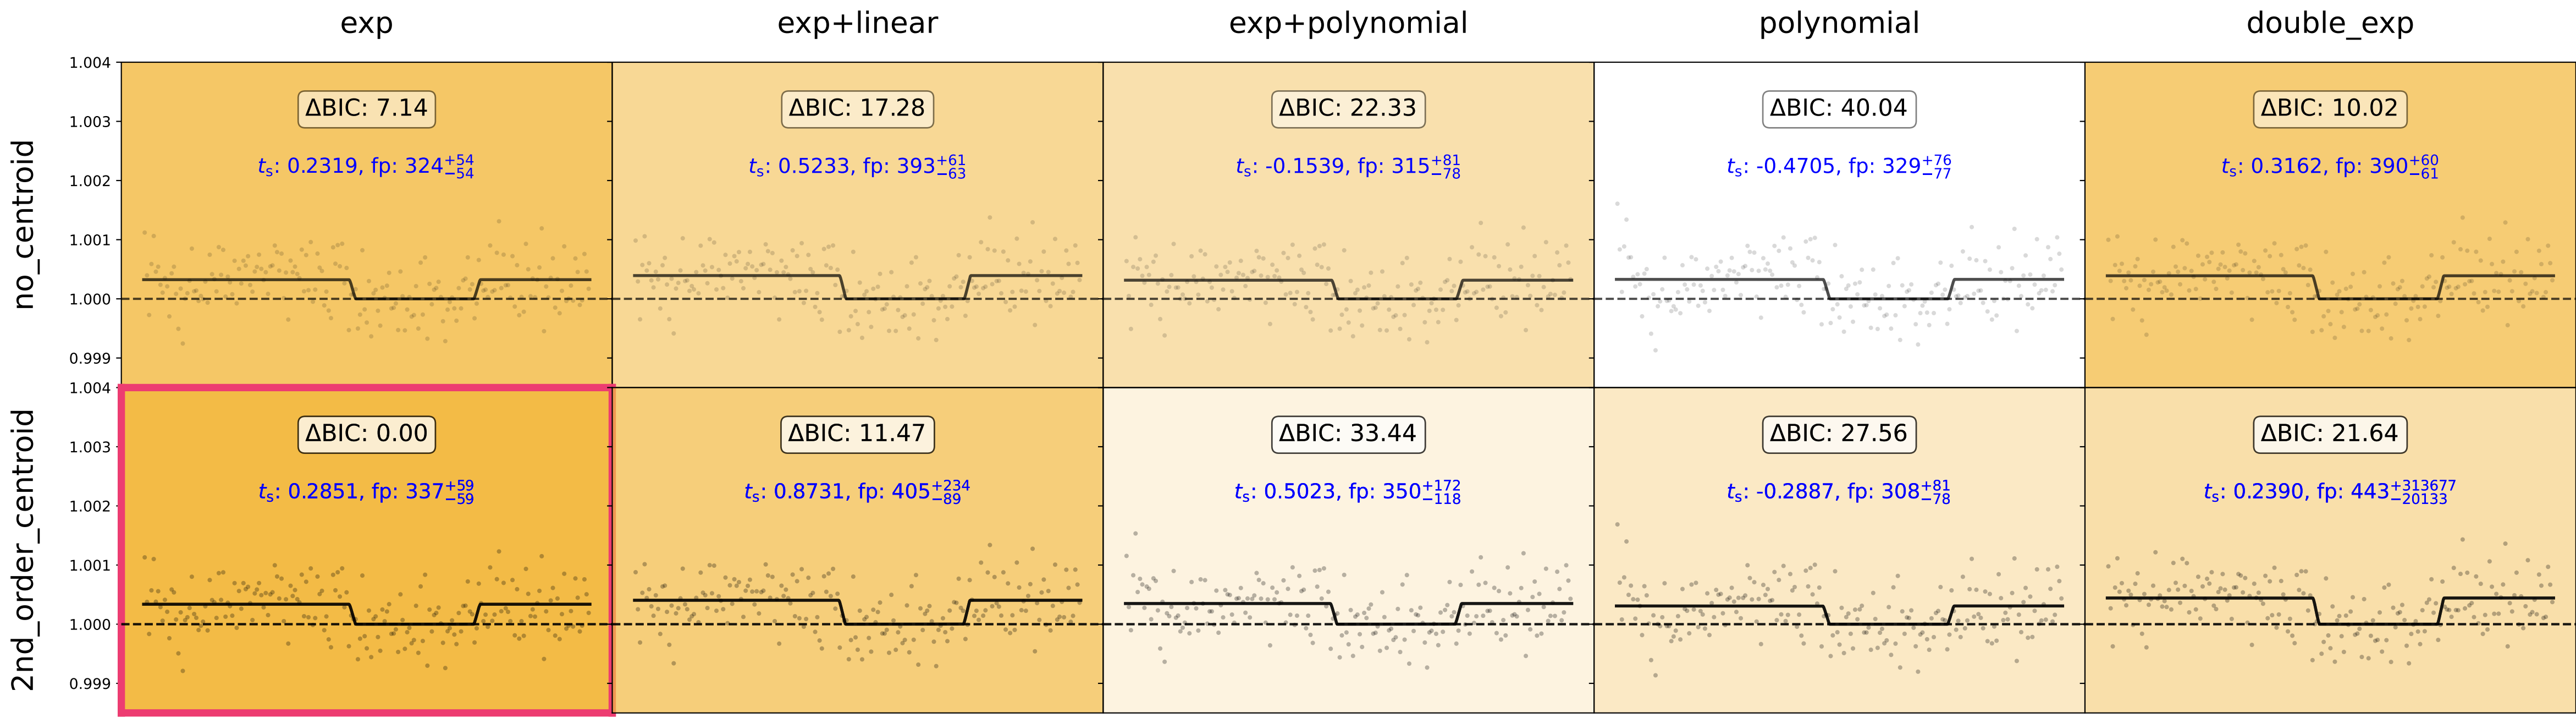 exp exp+linear exp+polynomial polynomial double_exp
no_centroid
1.004
1.003
1.002
1.001
1.000
0.999
ΔBIC: 7.14 ΔBIC: 17.28 ΔBIC: 22.33 ΔBIC: 40.04 ΔBIC: 10.02
ts: 0.2319, fp: 324+54−54 ts: 0.5233, fp: 393+61−63 ts: -0.1539, fp: 315+81−78 ts: -0.4705, fp: 329+76−77 ts: 0.3162, fp: 390+60−61
2nd_order_centroid
1.004
1.003
1.002
1.001
1.000
0.999
ΔBIC: 0.00 ΔBIC: 11.47 ΔBIC: 33.44 ΔBIC: 27.56 ΔBIC: 21.64
ts: 0.2851, fp: 337+59−59 ts: 0.8731, fp: 405+234−89 ts: 0.5023, fp: 350+172−118 ts: -0.2887, fp: 308+81−78 ts: 0.2390, fp: 443+313677−20133